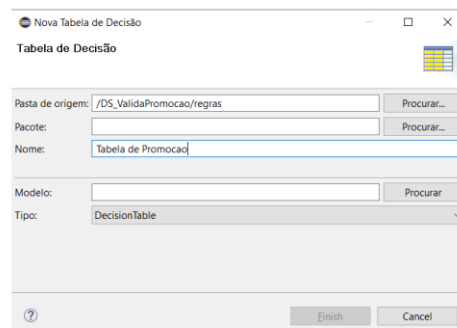 Nova Tabela de Decisão
Tabela de Decisão
Pasta de origem: /DS_ValidaPromocao/regras Procurar...
Pacote: Procurar...
Nome: Tabela de Promocao
Modelo: Procurar
Tipo: DecisionTable
Finish Cancel